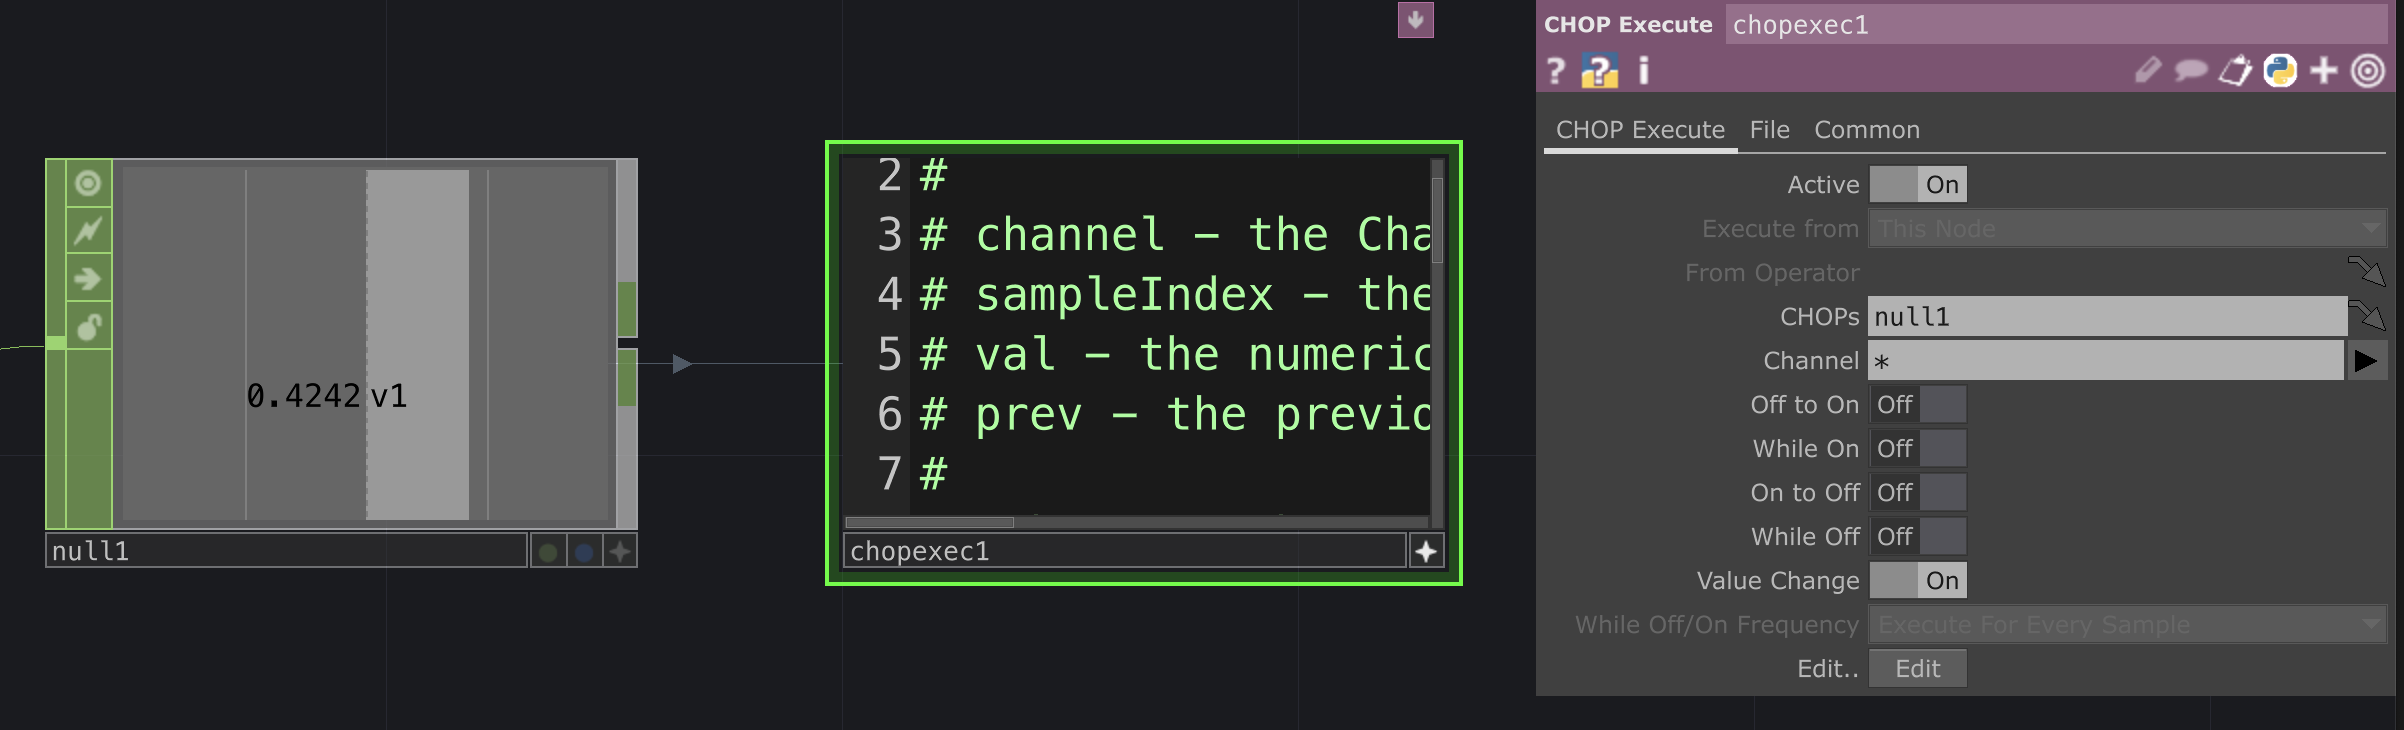 0.4242 v1
null1
2 #
3 # channel - the Cha
4 # sampleIndex - the
5 # val - the numeric
6 # prev - the previo
7 #
chopexec1
CHOP Execute chopexec1
? ? i
CHOP Execute File Common
Active On
Execute from This Node
From Operator
CHOPs null1
Channel *
Off to On Off
While On Off
On to Off Off
While Off Off
Value Change On
While Off/On Frequency Execute For Every Sample
Edit.. Edit